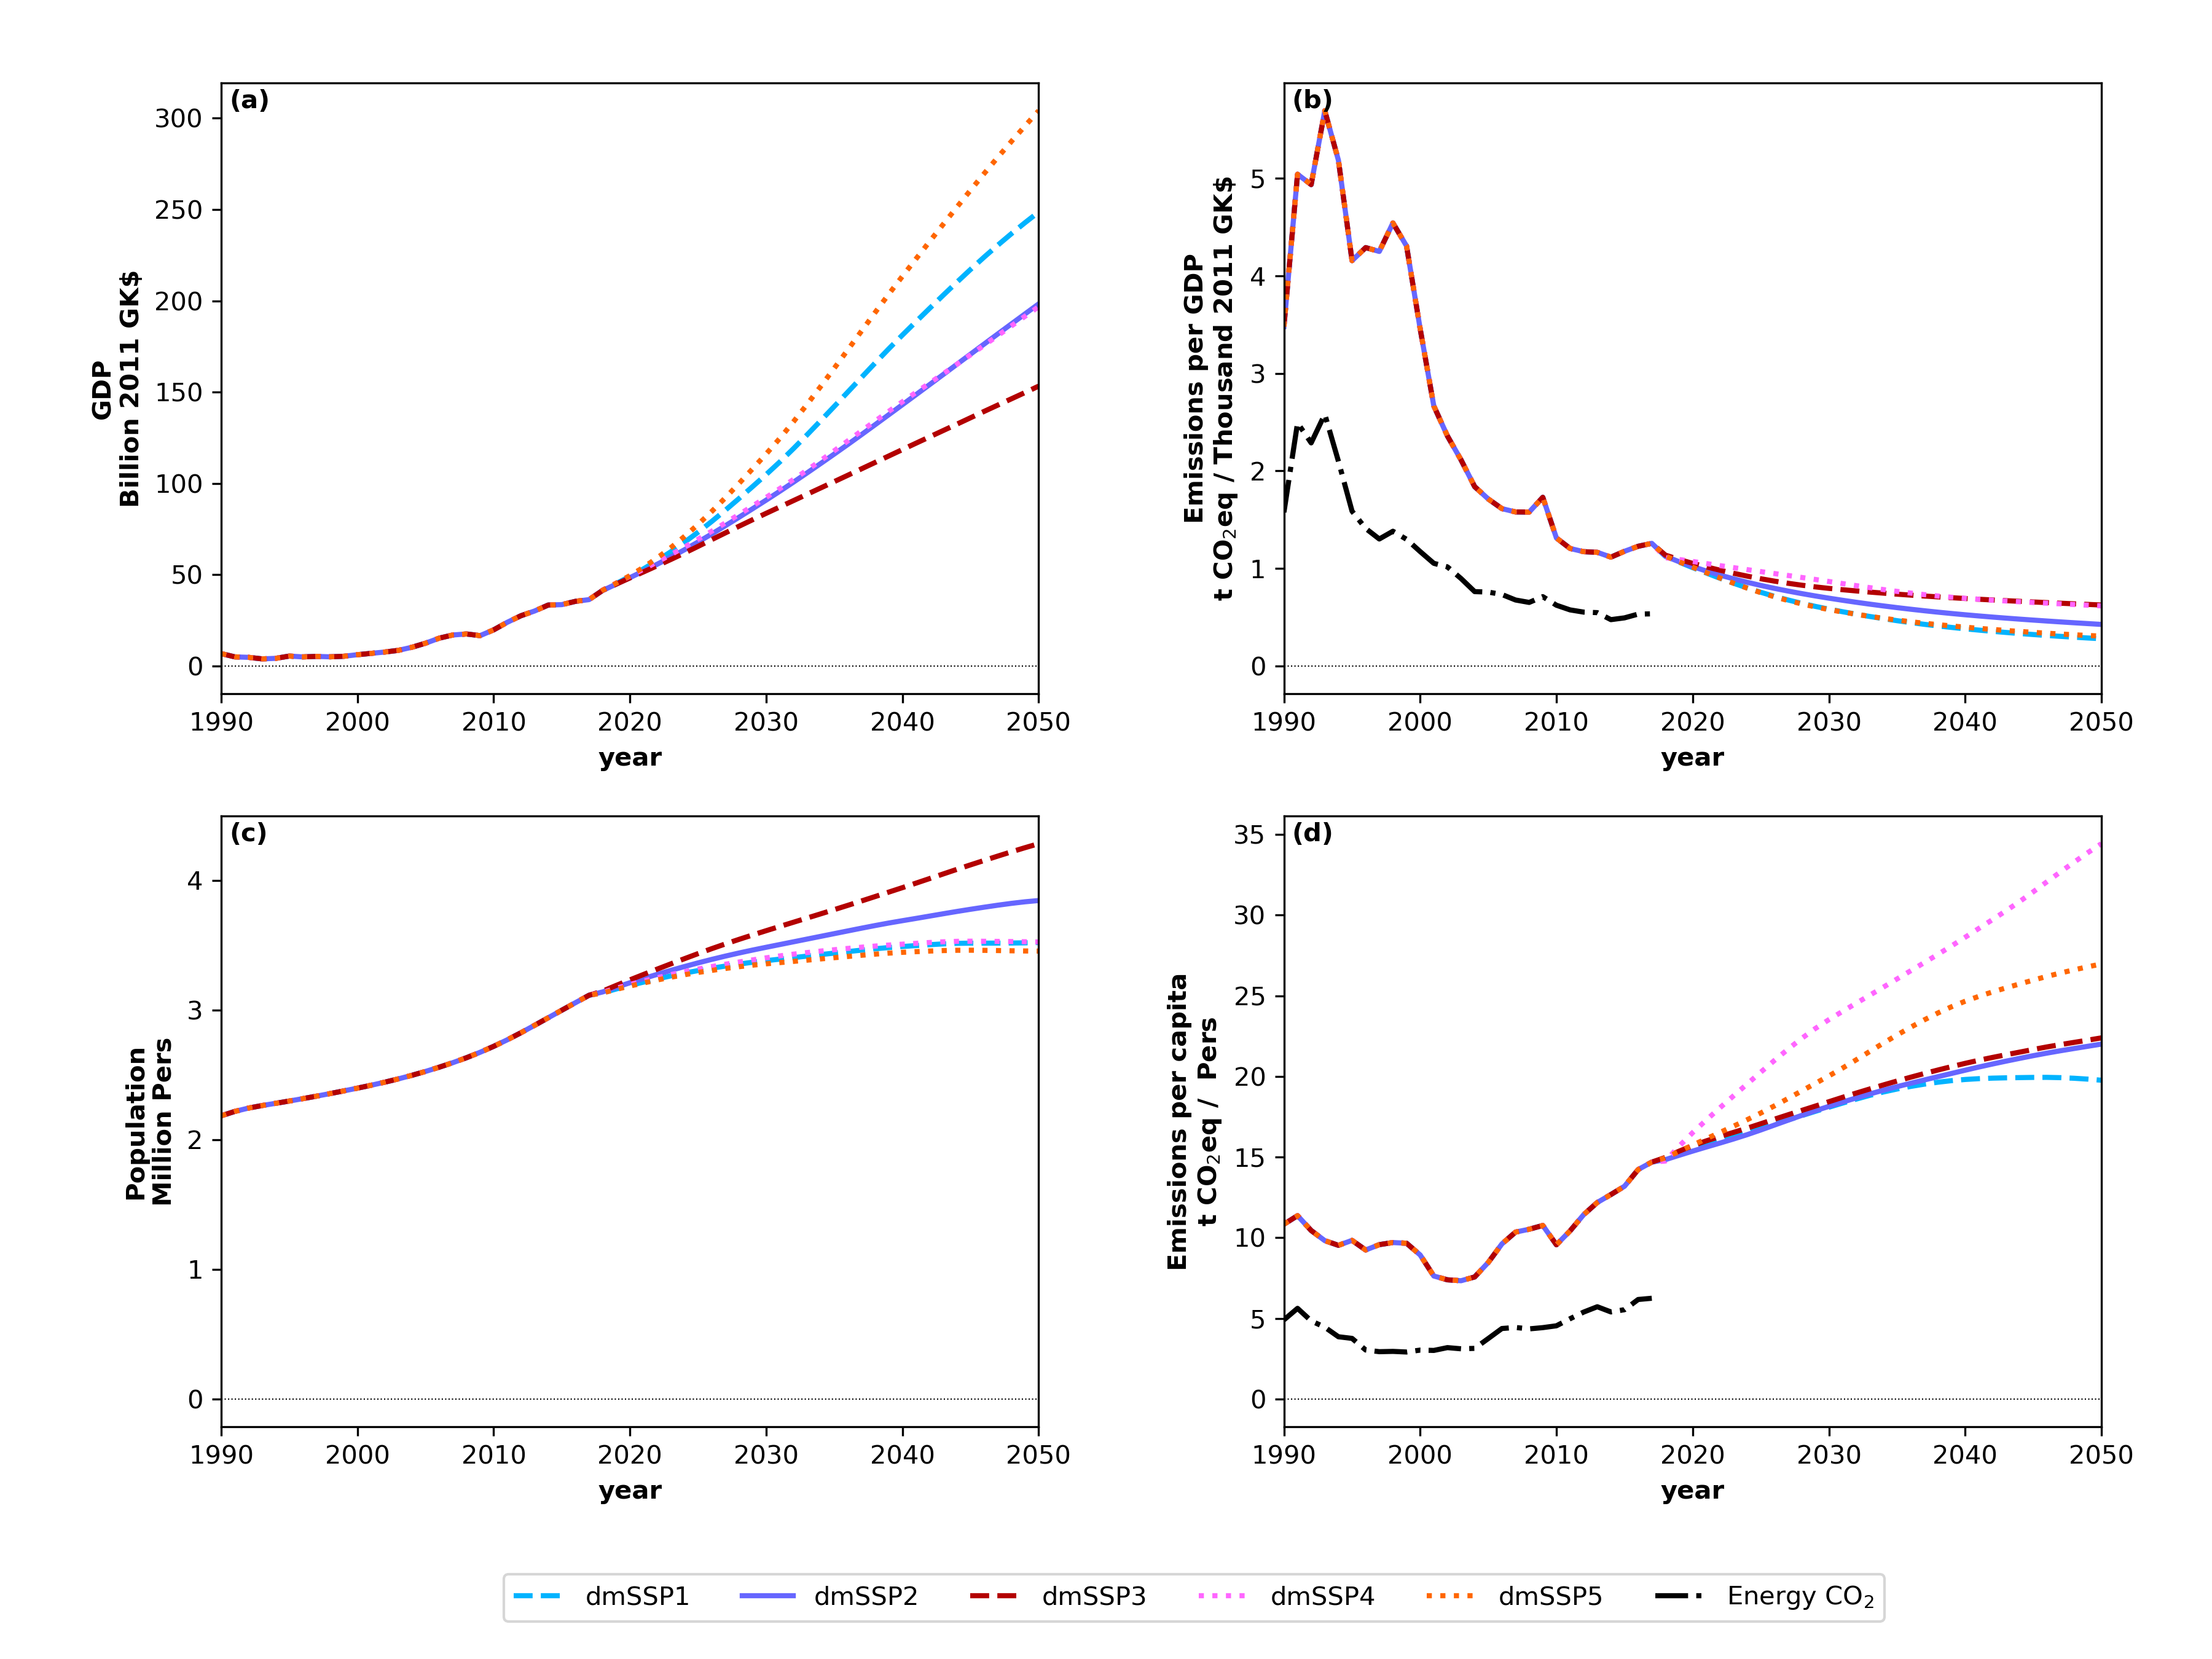 (a)
300
250
200
150
100
50
0
GDP
Billion 2011 GK$
1990 2000 2010 2020 2030 2040 2050
year
(b)
5
4
3
2
1
0
Emissions per GDP
t CO₂eq / Thousand 2011 GK$
1990 2000 2010 2020 2030 2040 2050
year
(c)
4
3
2
1
0
Population
Million Pers
1990 2000 2010 2020 2030 2040 2050
year
(d)
35
30
25
20
15
10
5
0
Emissions per capita
t CO₂eq / Pers
1990 2000 2010 2020 2030 2040 2050
year
dmSSP1 dmSSP2 dmSSP3 dmSSP4 dmSSP5 Energy CO₂